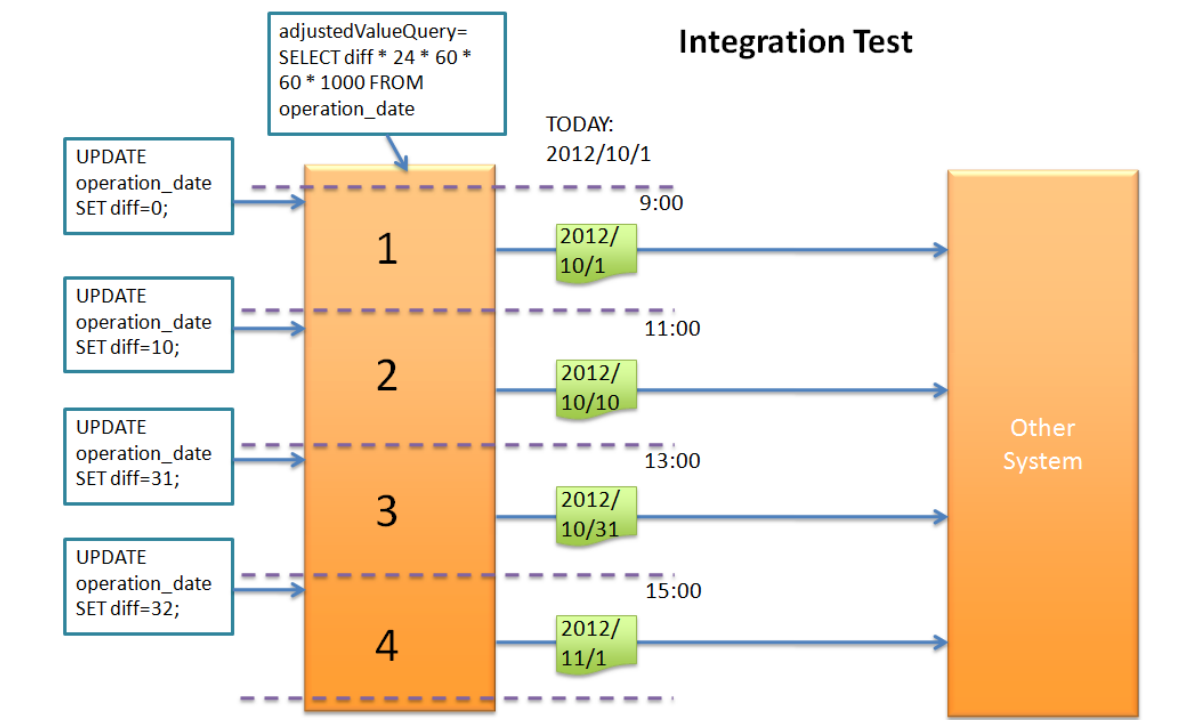 Integration Test
adjustedValueQuery=
SELECT diff * 24 * 60 *
60 * 1000 FROM
operation_date
TODAY:
2012/10/1
UPDATE
operation_date
SET diff=0;
9:00
1
2012/
10/1
UPDATE
operation_date
SET diff=10;
11:00
2
2012/
10/10
UPDATE
operation_date
SET diff=31;
13:00
3
2012/
10/31
UPDATE
operation_date
SET diff=32;
15:00
4
2012/
11/1
Other
System